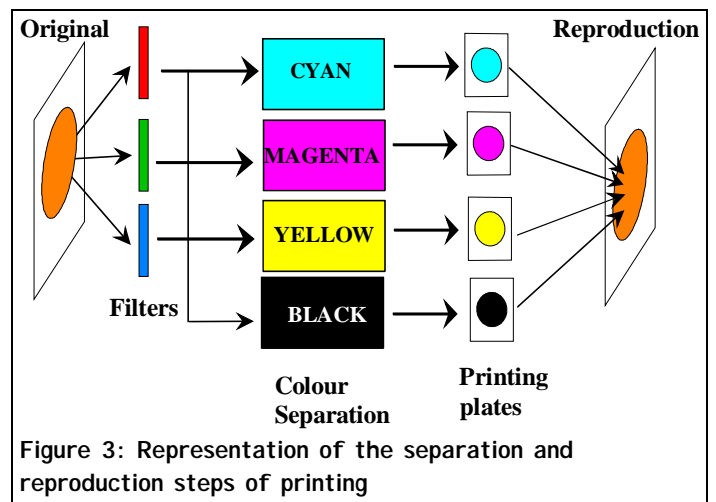 Original
Reproduction
CYAN
MAGENTA
YELLOW
BLACK
Filters
Colour
Separation
Printing
plates
Figure 3: Representation of the separation and
reproduction steps of printing